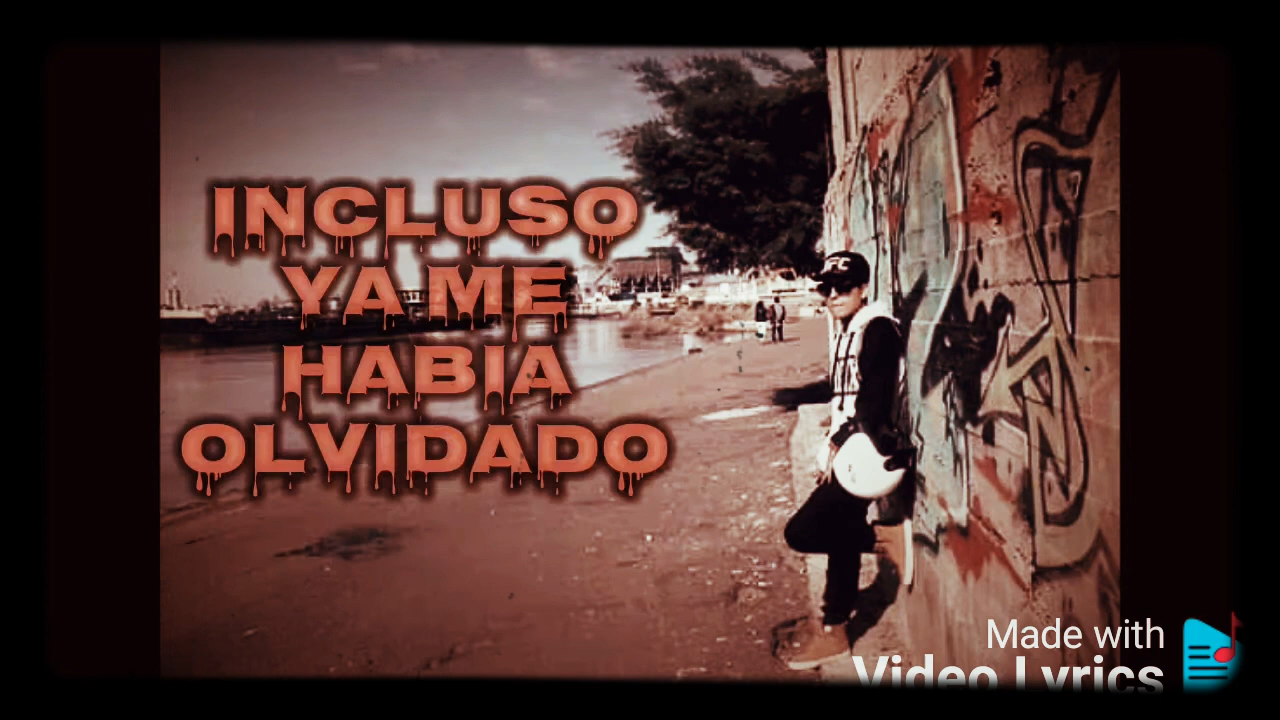 INCLUSO
YA ME
HABIA
OLVIDADO
Made with
Video Lyrics